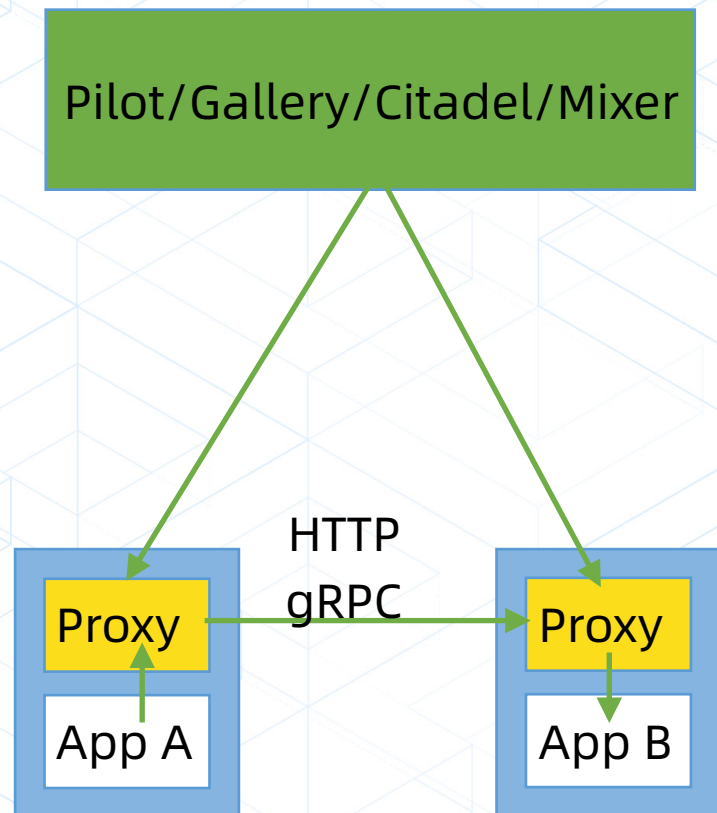 Pilot/Gallery/Citadel/Mixer
HTTP
gRPC
Proxy
Proxy
App A
App B